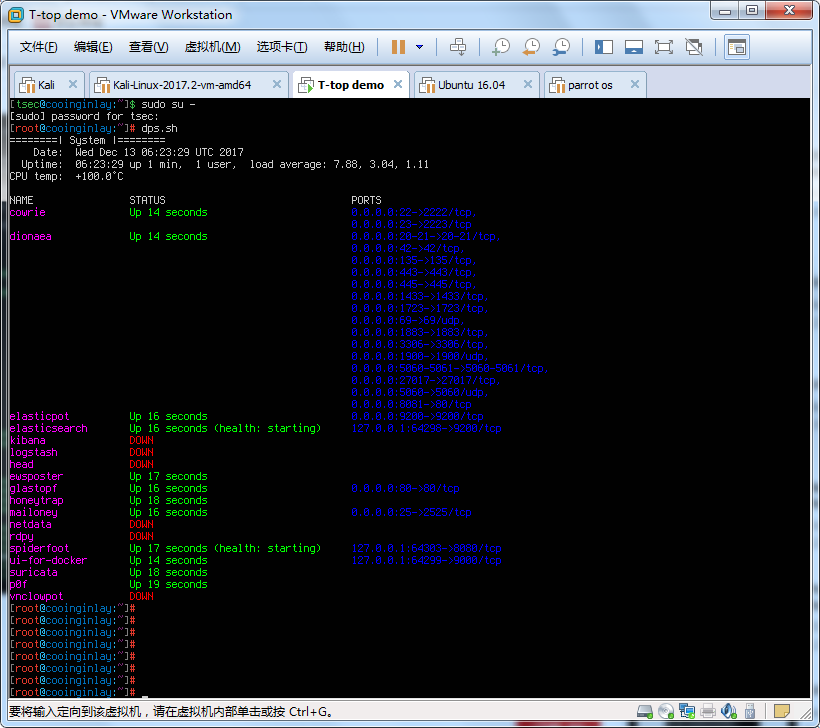 T-top demo - VMware Workstation
文件(F) 编辑(E) 查看(V) 虚拟机(M) 选项卡(T) 帮助(H)
Kali Kali-Linux-2017.2-vm-amd64 T-top demo Ubuntu 16.04 parrot os
[tsec@cooinginlay:~]$ sudo su -
[sudo] password for tsec:
[root@cooinginlay:~]# dps.sh
========| System |========
Date: Wed Dec 13 06:23:29 UTC 2017
Uptime: 06:23:29 up 1 min, 1 user, load average: 7.88, 3.04, 1.11
CPU temp: +100.0°C
NAME STATUS PORTS
cowrie Up 14 seconds 0.0.0.0:22->2222/tcp,
0.0.0.0:23->2223/tcp
dionaea Up 14 seconds 0.0.0.0:20-21->20-21/tcp,
0.0.0.0:42->42/tcp,
0.0.0.0:135->135/tcp,
0.0.0.0:443->443/tcp,
0.0.0.0:445->445/tcp,
0.0.0.0:1433->1433/tcp,
0.0.0.0:1723->1723/tcp,
0.0.0.0:69->69/udp,
0.0.0.0:1883->1883/tcp,
0.0.0.0:3306->3306/tcp,
0.0.0.0:1900->1900/udp,
0.0.0.0:5060-5061->5060-5061/tcp,
0.0.0.0:27017->27017/tcp,
0.0.0.0:5060->5060/udp,
0.0.0.0:8081->80/tcp
elasticpot Up 16 seconds 0.0.0.0:9200->9200/tcp
elasticsearch Up 16 seconds (health: starting) 127.0.0.1:64298->9200/tcp
kibana DOWN
logstash DOWN
head DOWN
ewsposter Up 17 seconds
glastopf Up 16 seconds 0.0.0.0:80->80/tcp
honeytrap Up 18 seconds
mailoney Up 16 seconds 0.0.0.0:25->2525/tcp
netdata DOWN
rdpy DOWN
spiderfoot Up 17 seconds (health: starting) 127.0.0.1:64303->8080/tcp
ui-for-docker Up 14 seconds 127.0.0.1:64299->9000/tcp
suricata Up 18 seconds
p0f Up 19 seconds
vnclowpot DOWN
[root@cooinginlay:~]#
[root@cooinginlay:~]#
[root@cooinginlay:~]#
[root@cooinginlay:~]#
[root@cooinginlay:~]#
[root@cooinginlay:~]#
[root@cooinginlay:~]#
[root@cooinginlay:~]#
要将输入定向到该虚拟机，请在虚拟机内部单击或按 Ctrl+G。